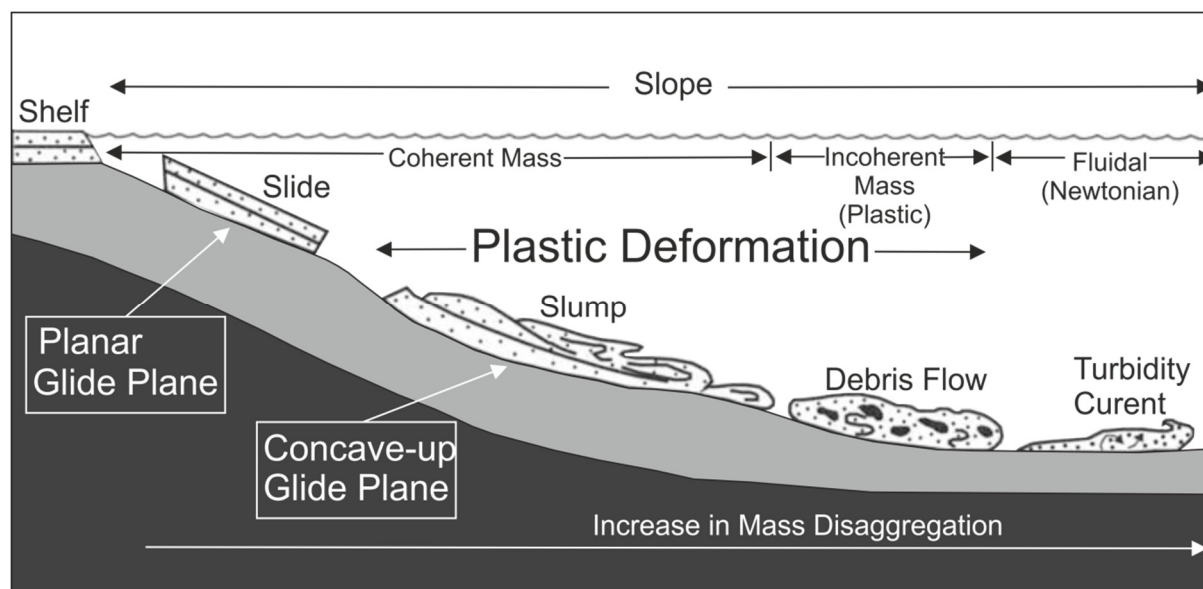 Slope
Shelf
Coherent Mass
Incoherent
Mass
(Plastic)
Fluidal
(Newtonian)
Slide
Plastic Deformation
Slump
Planar
Glide Plane
Debris Flow
Turbidity
Curent
Concave-up
Glide Plane
Increase in Mass Disaggregation